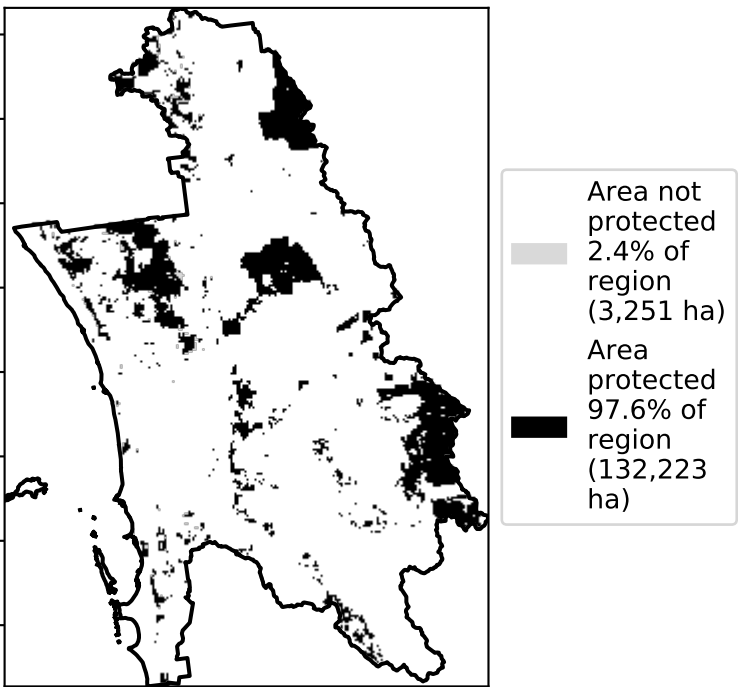 Area not
protected
2.4% of
region
(3,251 ha)
Area
protected
97.6% of
region
(132,223
ha)